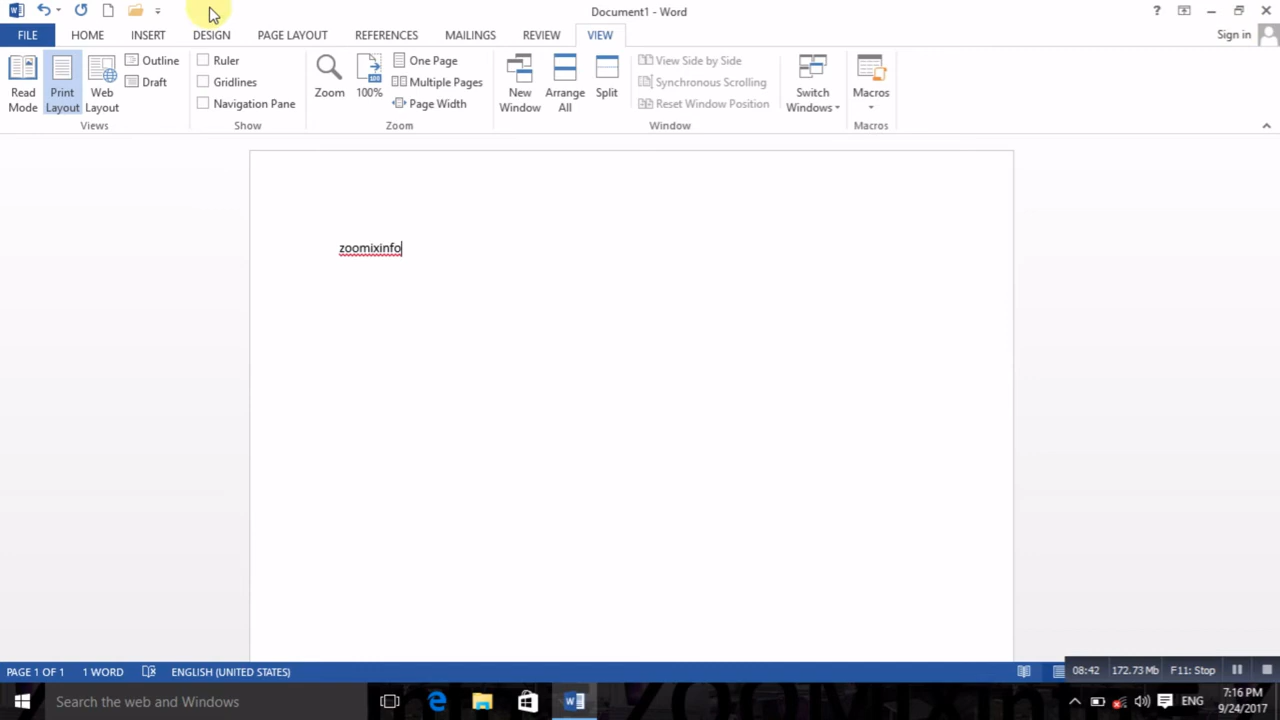 Document1 - Word
?
FILE HOME INSERT DESIGN PAGE LAYOUT REFERENCES MAILINGS REVIEW VIEW Sign in
Read Mode
Print Layout
Web Layout
Outline
Draft
Views
Ruler
Gridlines
Navigation Pane
Show
Zoom
100
100%
One Page
Multiple Pages
Page Width
Zoom
New Window
Arrange All
Split
View Side by Side
Synchronous Scrolling
Reset Window Position
Switch Windows
Window
Macros
Macros
zoomixinfo
PAGE 1 OF 1 1 WORD ENGLISH (UNITED STATES) 08:42 172.73 Mb F11: Stop
Search the web and Windows
ENG
7:16 PM
9/24/2017